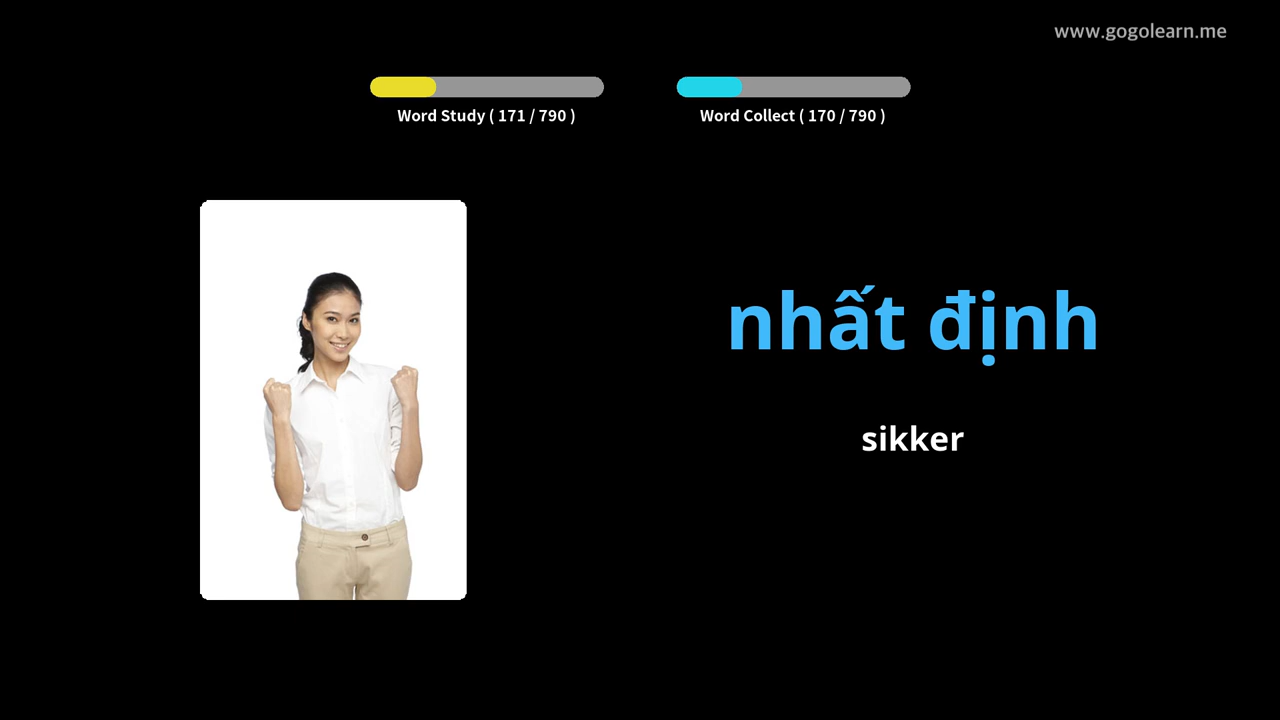 www.gogolearn.me
Word Study ( 171 / 790 )
Word Collect ( 170 / 790 )
nhất định
sikker